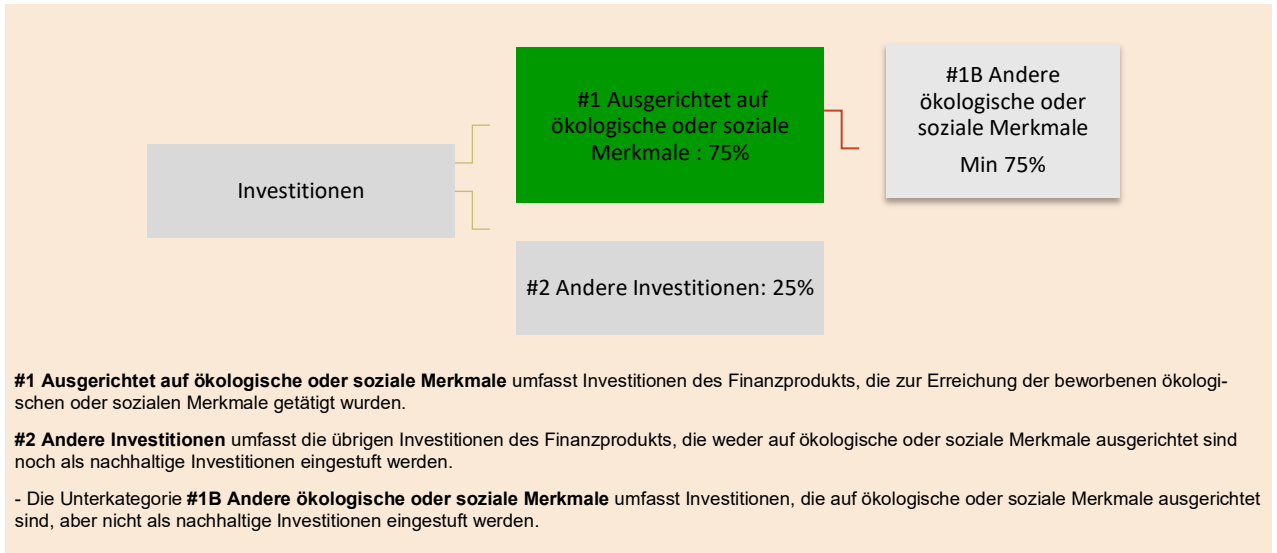 #1 Ausgerichtet auf
ökologische oder soziale
Merkmale : 75%
#1B Andere
ökologische oder
soziale Merkmale
Min 75%
Investitionen
#2 Andere Investitionen: 25%
#1 Ausgerichtet auf ökologische oder soziale Merkmale umfasst Investitionen des Finanzprodukts, die zur Erreichung der beworbenen ökologi-
schen oder sozialen Merkmale getätigt wurden.
#2 Andere Investitionen umfasst die übrigen Investitionen des Finanzprodukts, die weder auf ökologische oder soziale Merkmale ausgerichtet sind
noch als nachhaltige Investitionen eingestuft werden.
- Die Unterkategorie #1B Andere ökologische oder soziale Merkmale umfasst Investitionen, die auf ökologische oder soziale Merkmale ausgerichtet
sind, aber nicht als nachhaltige Investitionen eingestuft werden.